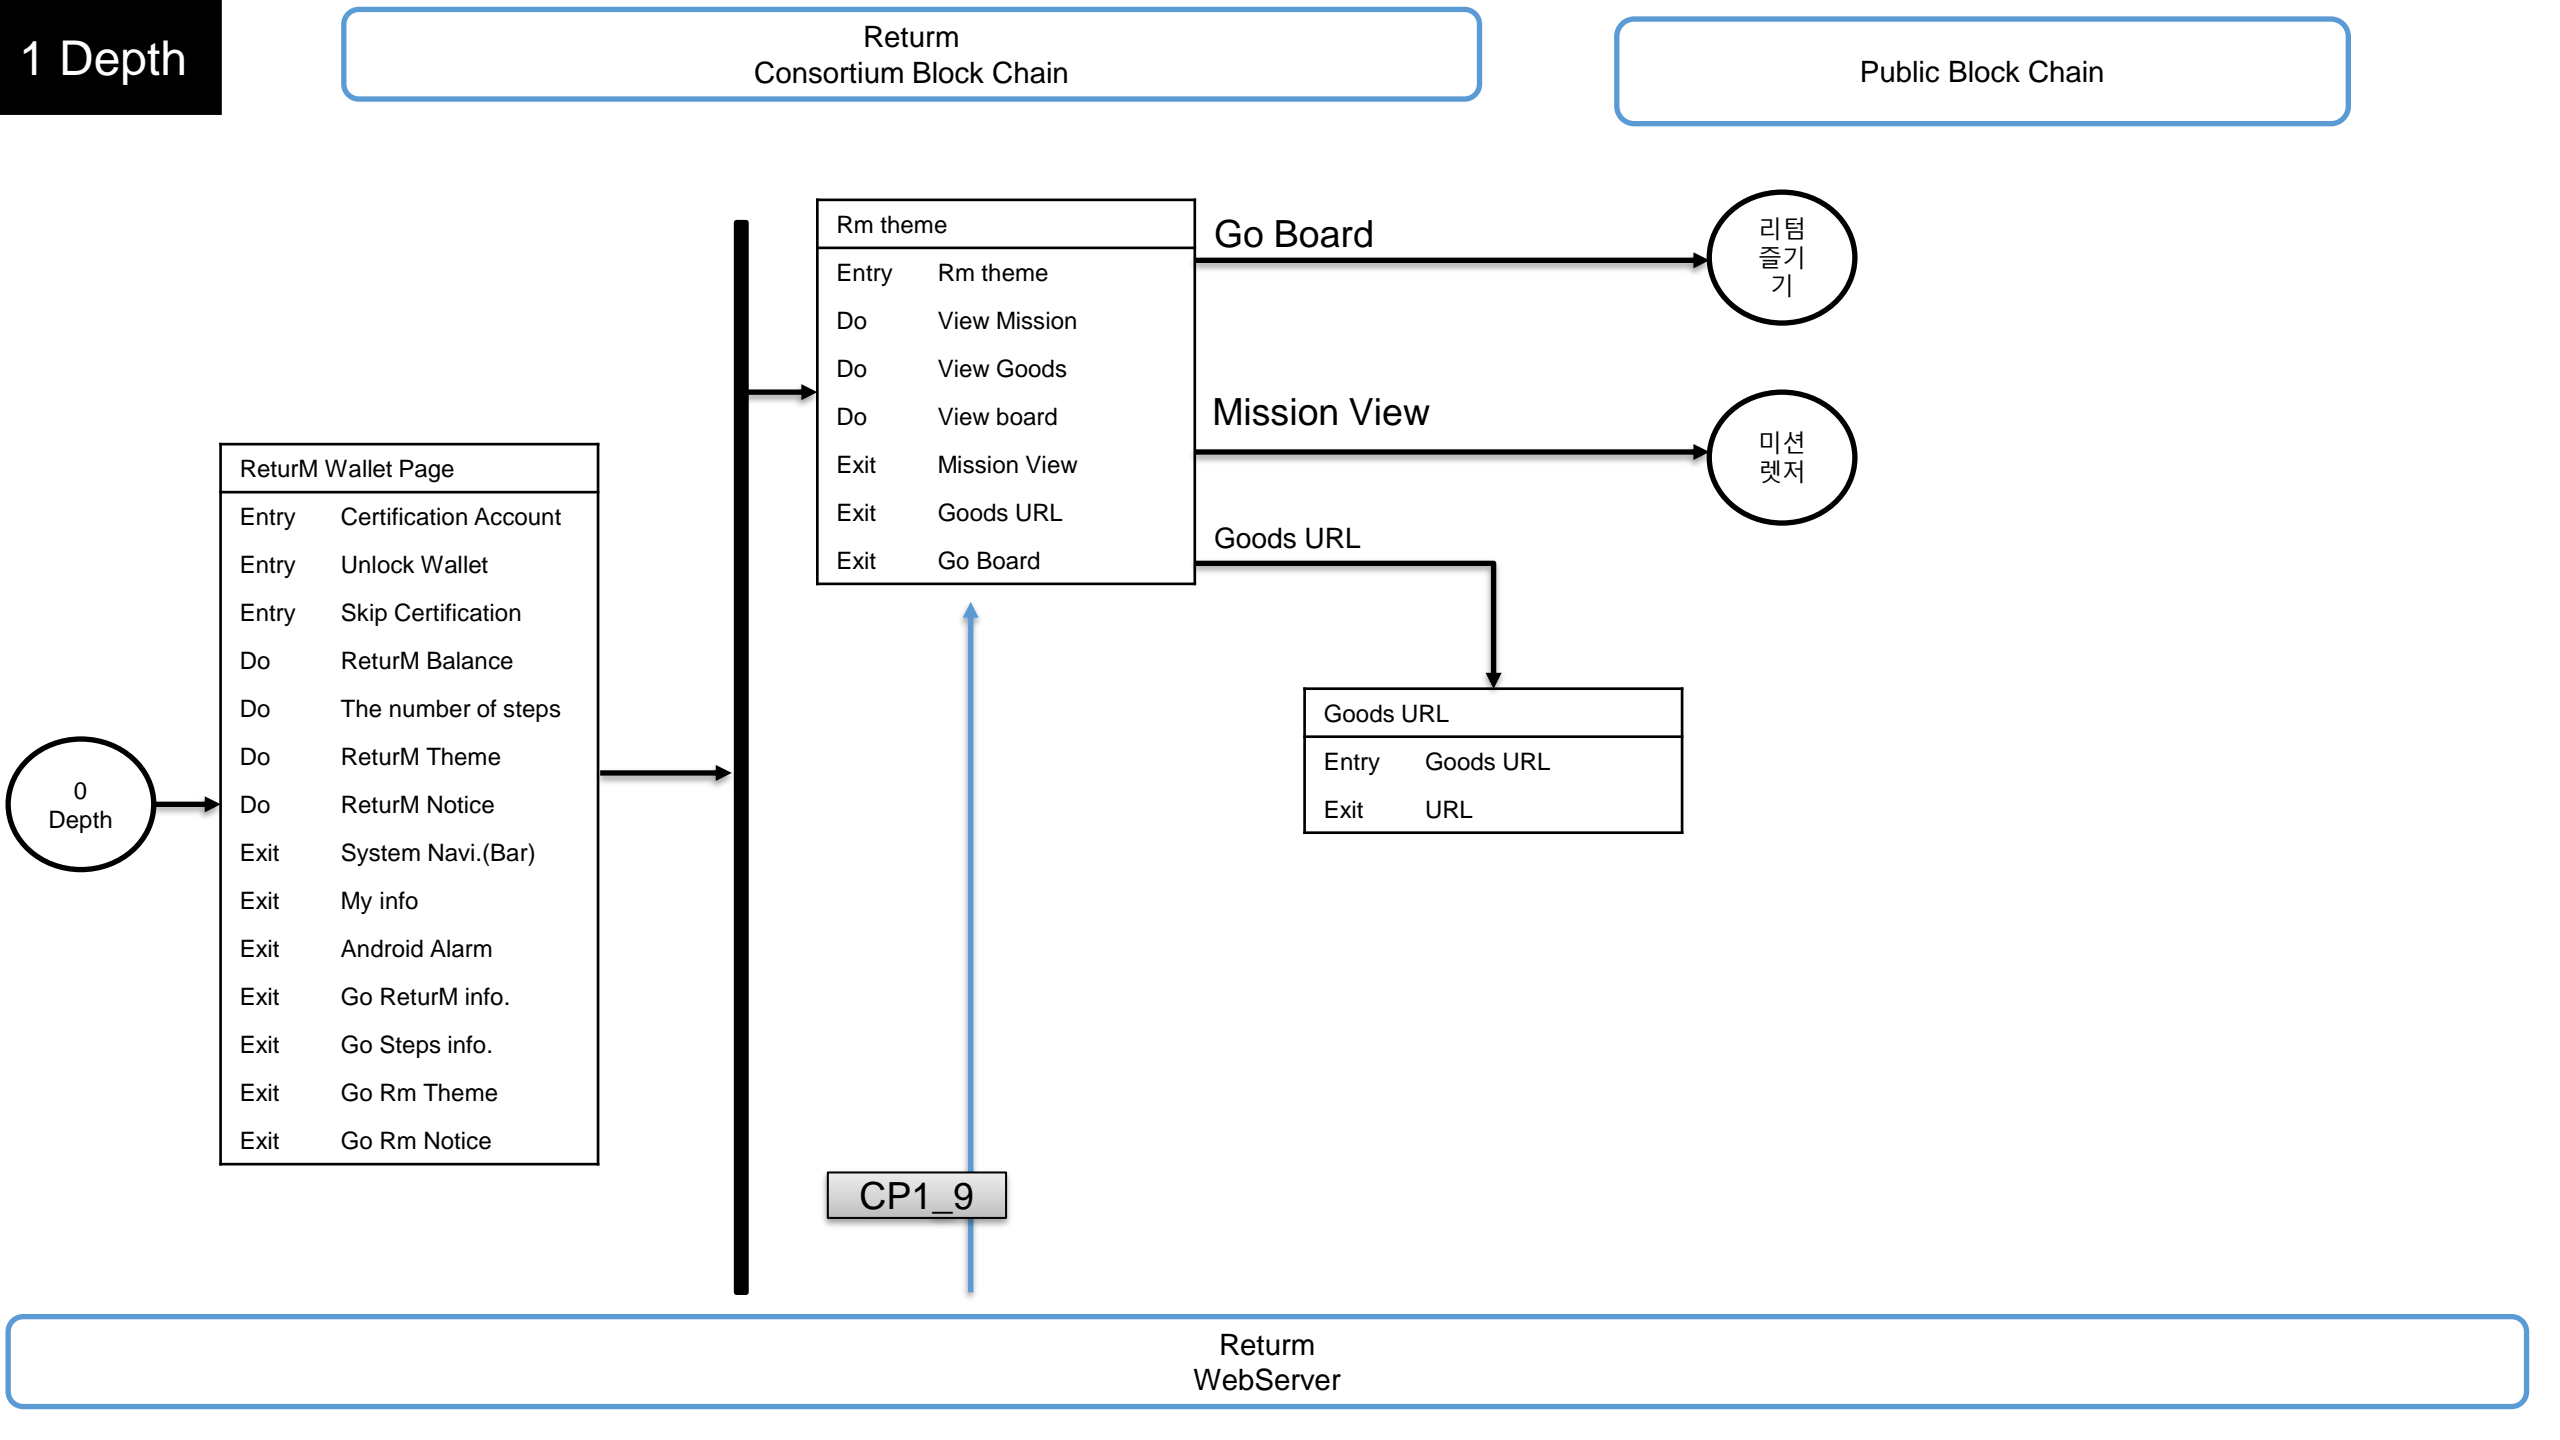 1 Depth
Returm
Consortium Block Chain
Public Block Chain
Rm theme
Entry Rm theme
Do View Mission
Do View Goods
Do View board
Exit Mission View
Exit Goods URL
Exit Go Board
Go Board
리텀
즐기
기
Mission View
미션
렛저
Goods URL
Goods URL
Entry Goods URL
Exit URL
ReturM Wallet Page
Entry Certification Account
Entry Unlock Wallet
Entry Skip Certification
Do ReturM Balance
Do The number of steps
Do ReturM Theme
Do ReturM Notice
Exit System Navi.(Bar)
Exit My info
Exit Android Alarm
Exit Go ReturM info.
Exit Go Steps info.
Exit Go Rm Theme
Exit Go Rm Notice
0
Depth
CP1_9
Returm
WebServer